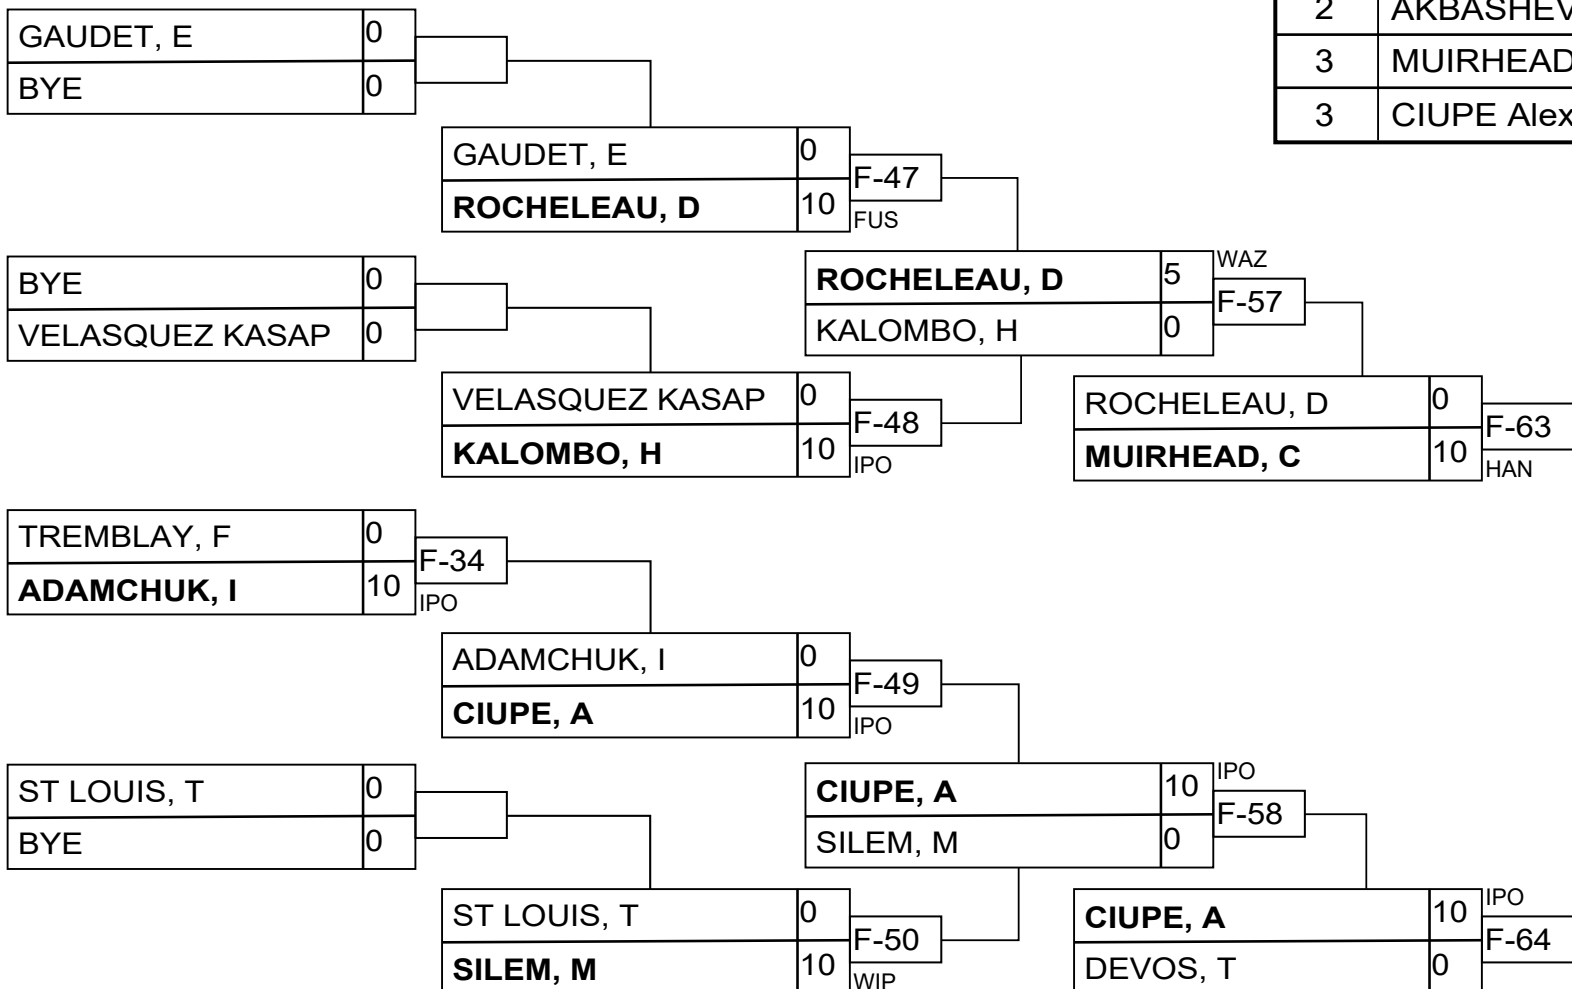 2 AKBASHEV
3 MUIRHEAD
3 CIUPE Alex
GAUDET, E 0
BYE 0
GAUDET, E 0
F-47
ROCHELEAU, D 10
FUS
BYE 0
VELASQUEZ KASAP 0
WAZ
ROCHELEAU, D 5
F-57
KALOMBO, H 0
VELASQUEZ KASAP 0
F-48
KALOMBO, H 10
IPO
ROCHELEAU, D 0
F-63
MUIRHEAD, C 10
HAN
TREMBLAY, F 0
F-34
ADAMCHUK, I 10
IPO
ADAMCHUK, I 0
F-49
CIUPE, A 10
IPO
ST LOUIS, T 0
BYE 0
IPO
CIUPE, A 10
F-58
SILEM, M 0
ST LOUIS, T 0
F-50
SILEM, M 10
WIP
IPO
CIUPE, A 10
F-64
DEVOS, T 0